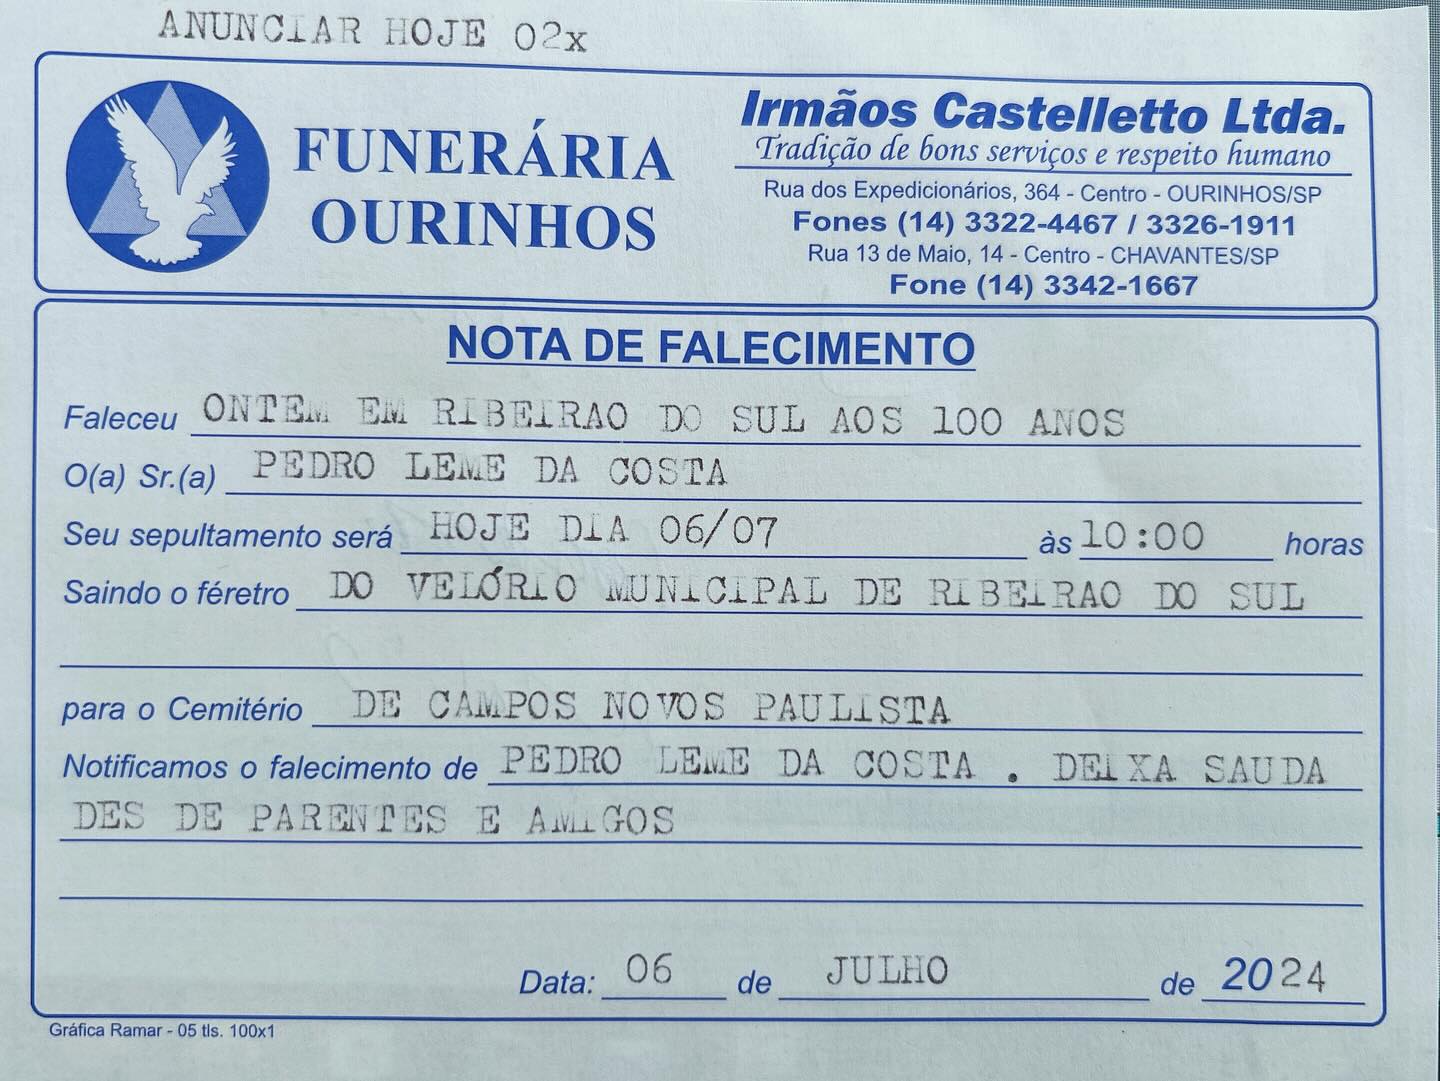 ANUNCIAR HOJE 02x
FUNERÁRIA
OURINHOS
Irmãos Castelletto Ltda.
Tradição de bons serviços e respeito humano
Rua dos Expedicionários, 364 - Centro - OURINHOS/SP
Fones (14) 3322-4467 / 3326-1911
Rua 13 de Maio, 14 - Centro - CHAVANTES/SP
Fone (14) 3342-1667
NOTA DE FALECIMENTO
Faleceu ONTEM EM RIBEIRAO DO SUL AOS 100 ANOS
O(a) Sr.(a) PEDRO LEME DA COSTA
Seu sepultamento será HOJE DIA 06/07 às 10:00 horas
Saindo o féretro DO VELÓRIO MUNICIPAL DE RIBEIRAO DO SUL
para o Cemitério DE CAMPOS NOVOS PAULISTA
Notificamos o falecimento de PEDRO LEME DA COSTA . DEIXA SAUDA
DES DE PARENTES E AMIGOS
Data: 06 de JULHO de 2024
Gráfica Ramar - 05 tls. 100x1